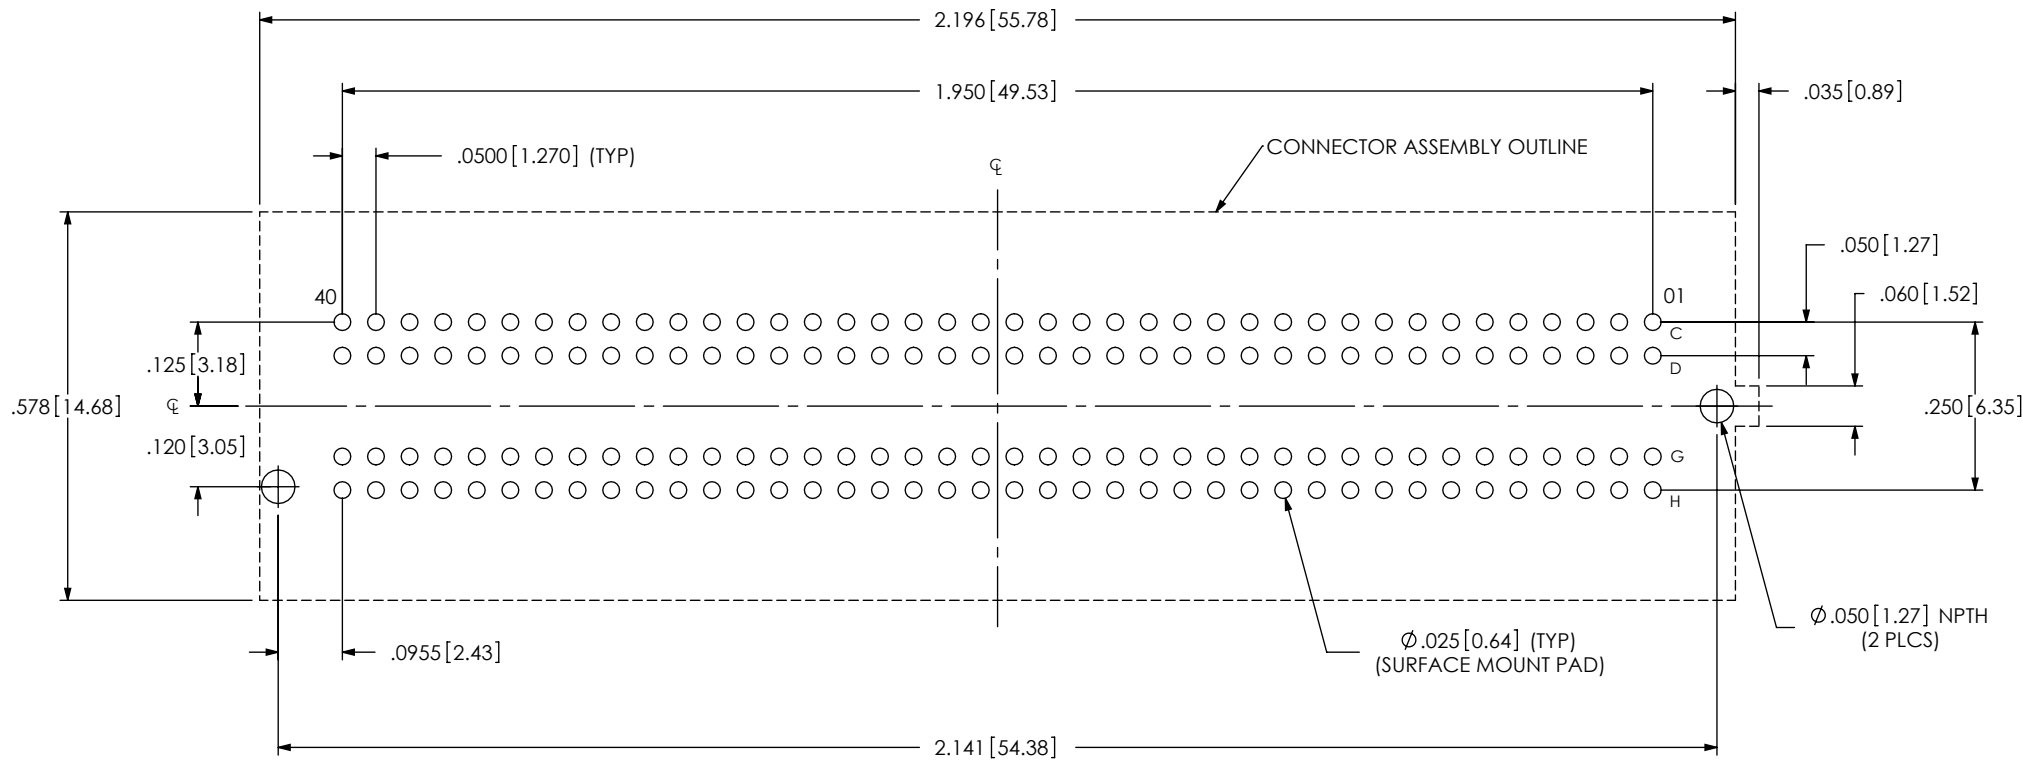 2.196[55.78]
1.950[49.53]
.035[0.89]
.0500[1.270] (TYP)
CONNECTOR ASSEMBLY OUTLINE
℄
.050[1.27]
40
01
.060[1.52]
C
.125[3.18]
D
.578[14.68]
℄
.250[6.35]
.120[3.05]
G
H
Ø.050[1.27] NPTH
(2 PLCS)
Ø.025[0.64] (TYP)
(SURFACE MOUNT PAD)
.0955[2.43]
2.141[54.38]